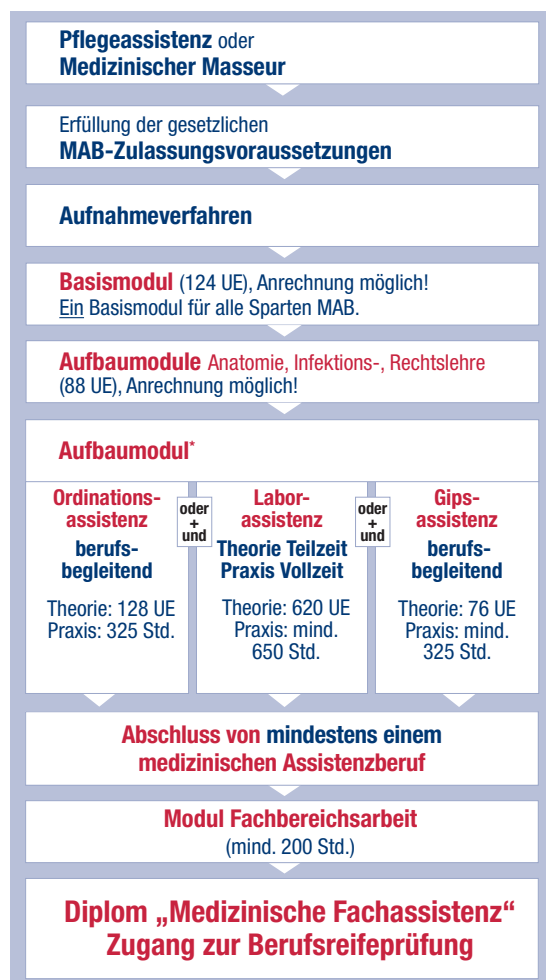 Pflegeassistenz oder
Medizinischer Masseur
Erfüllung der gesetzlichen
MAB-Zulassungsvoraussetzungen
Aufnahmeverfahren
Basismodul (124 UE), Anrechnung möglich!
Ein Basismodul für alle Sparten MAB.
Aufbaumodule Anatomie, Infektions-, Rechtslehre
(88 UE), Anrechnung möglich!
Aufbaumodul*
Ordinations-
assistenz
berufs-
begleitend
Theorie: 128 UE
Praxis: 325 Std.
oder
+
und
Labor-
assistenz
Theorie Teilzeit
Praxis Vollzeit
Theorie: 620 UE
Praxis: mind.
650 Std.
oder
+
und
Gips-
assistenz
berufs-
begleitend
Theorie: 76 UE
Praxis: mind.
325 Std.
Abschluss von mindestens einem
medizinischen Assistenzberuf
Modul Fachbereichsarbeit
(mind. 200 Std.)
Diplom „Medizinische Fachassistenz“
Zugang zur Berufsreifeprüfung